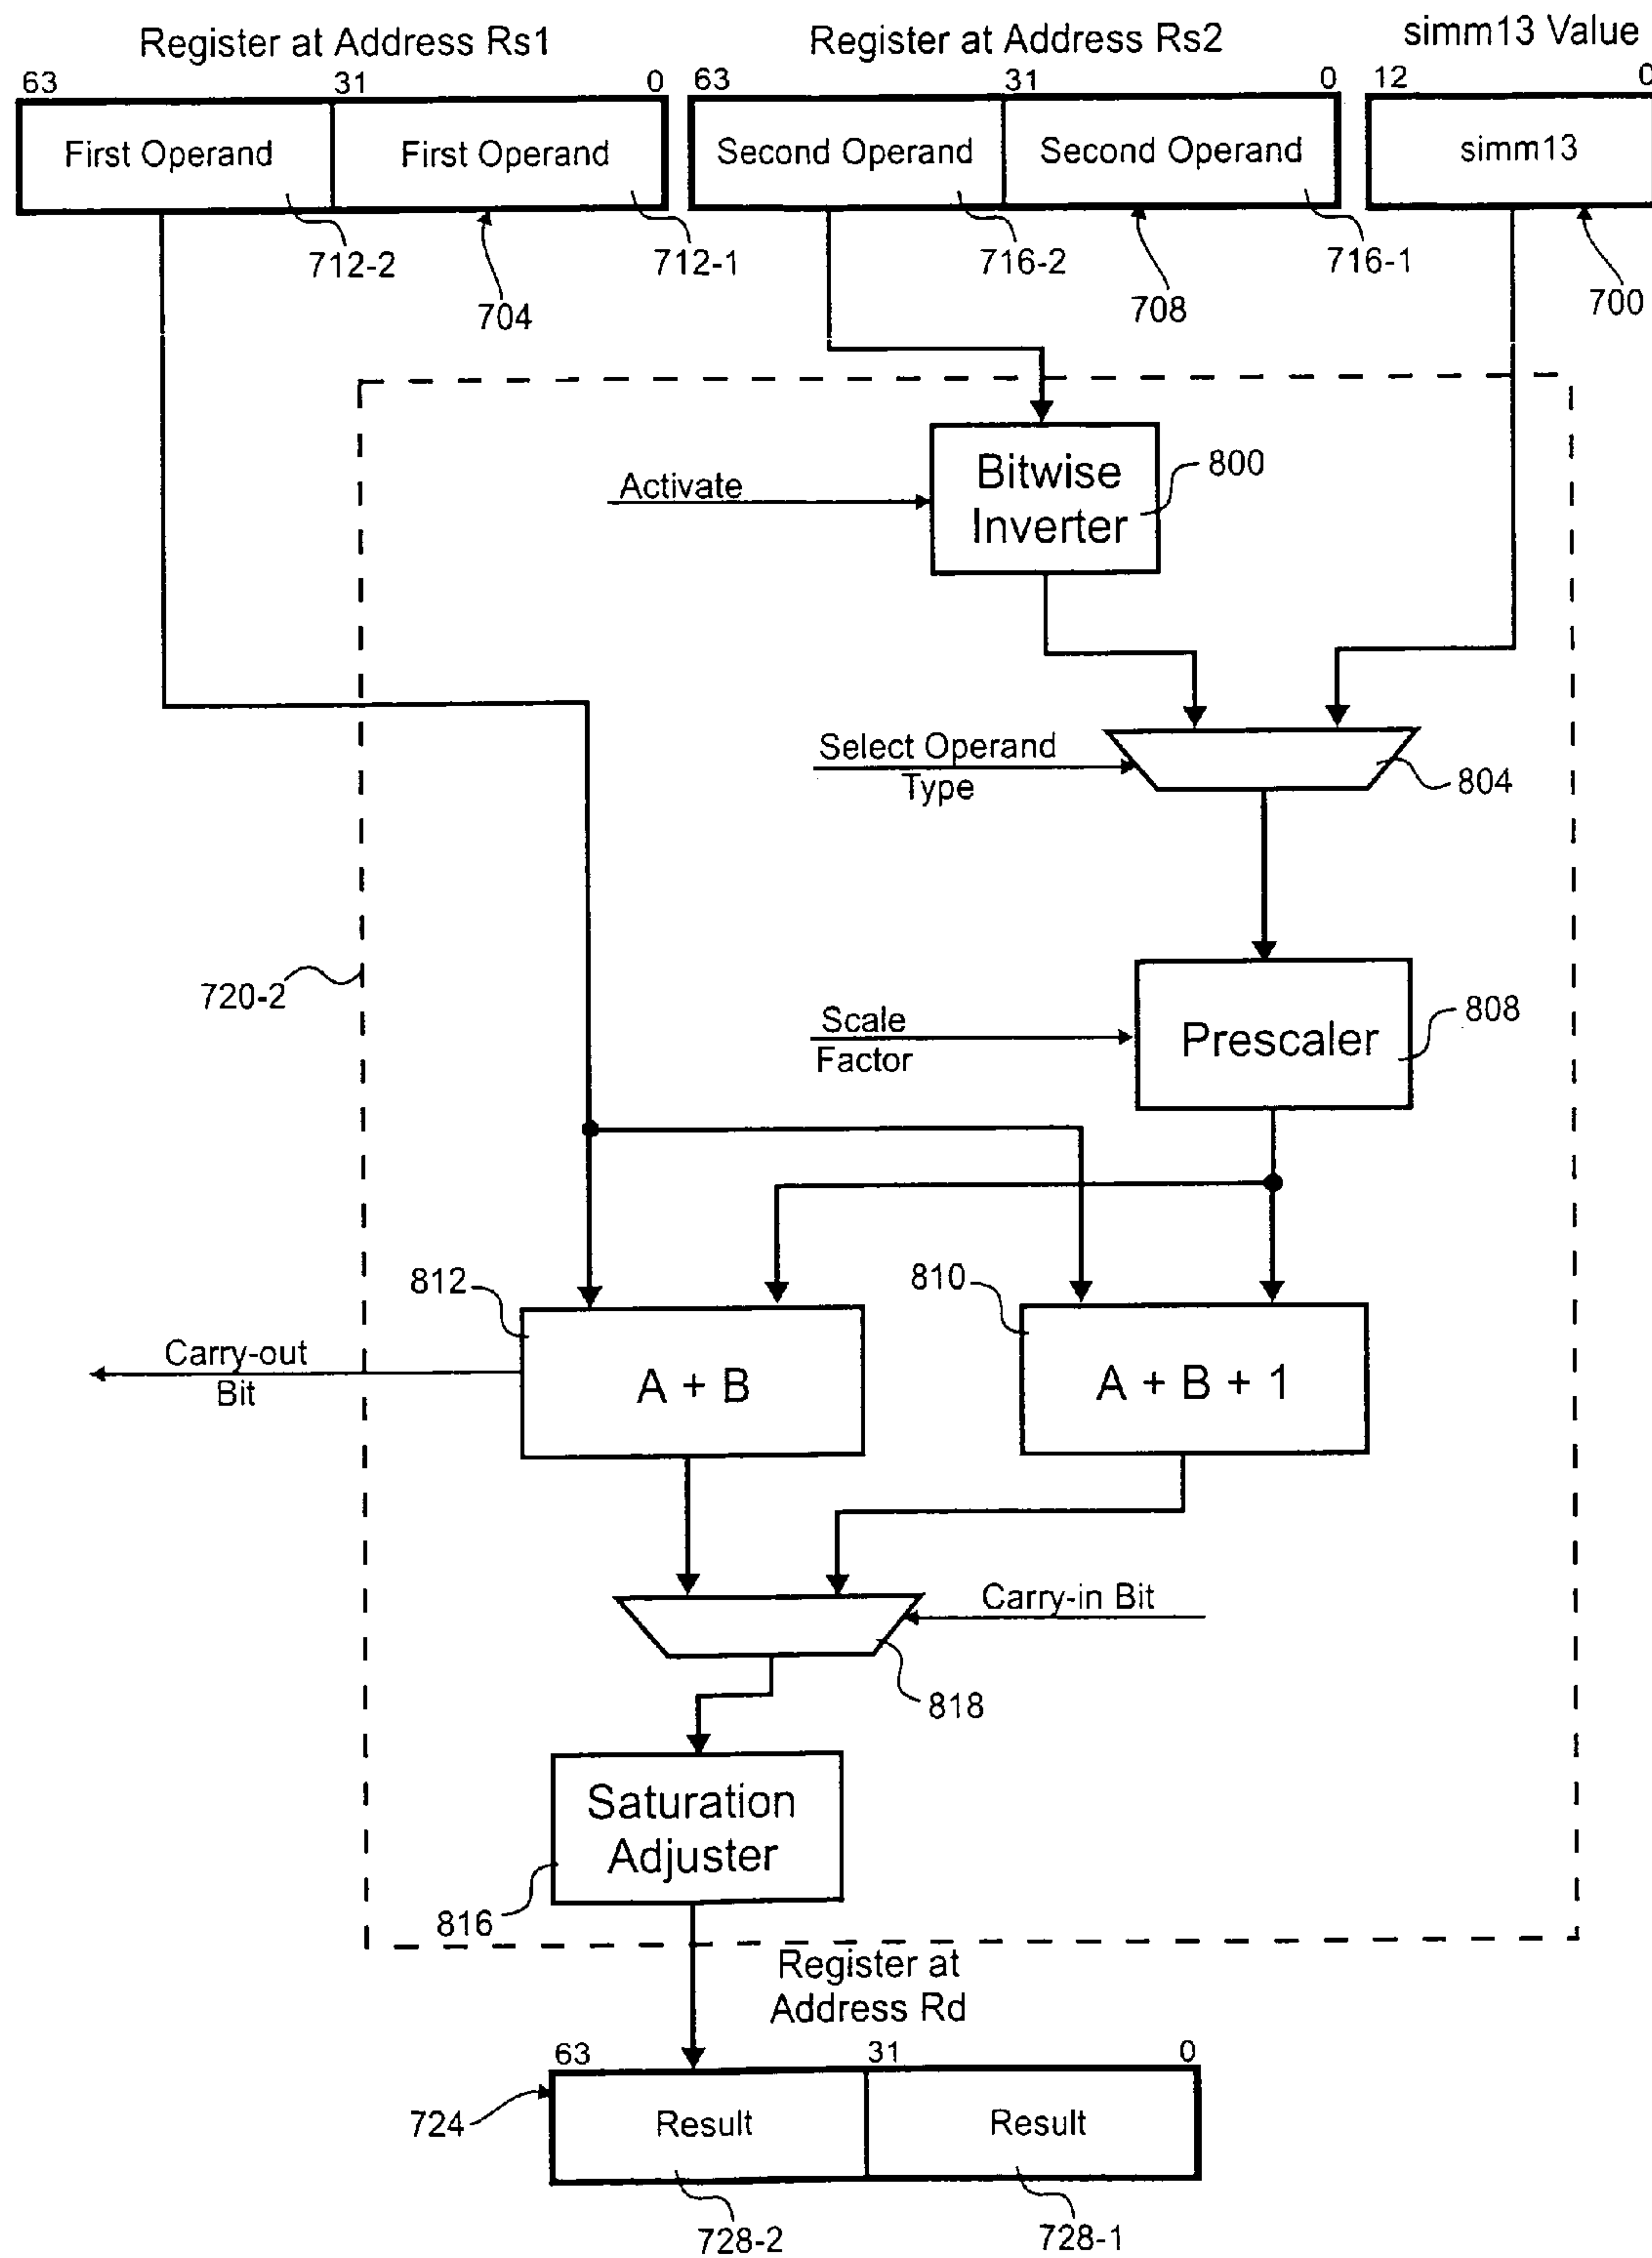 Register at Address Rs1
Register at Address Rs2
simm13 Value
63
31
0
63
31
0
12
0
First Operand
First Operand
Second Operand
Second Operand
simm13
712-2
712-1
716-2
716-1
704
708
700
Activate
Bitwise
Inverter
800
Select Operand
Type
804
720-2
Scale
Factor
Prescaler
808
812
810
Carry-out
Bit
A + B
A + B + 1
Carry-in Bit
818
Saturation
Adjuster
816
Register at
Address Rd
63
31
0
724
Result
Result
728-2
728-1